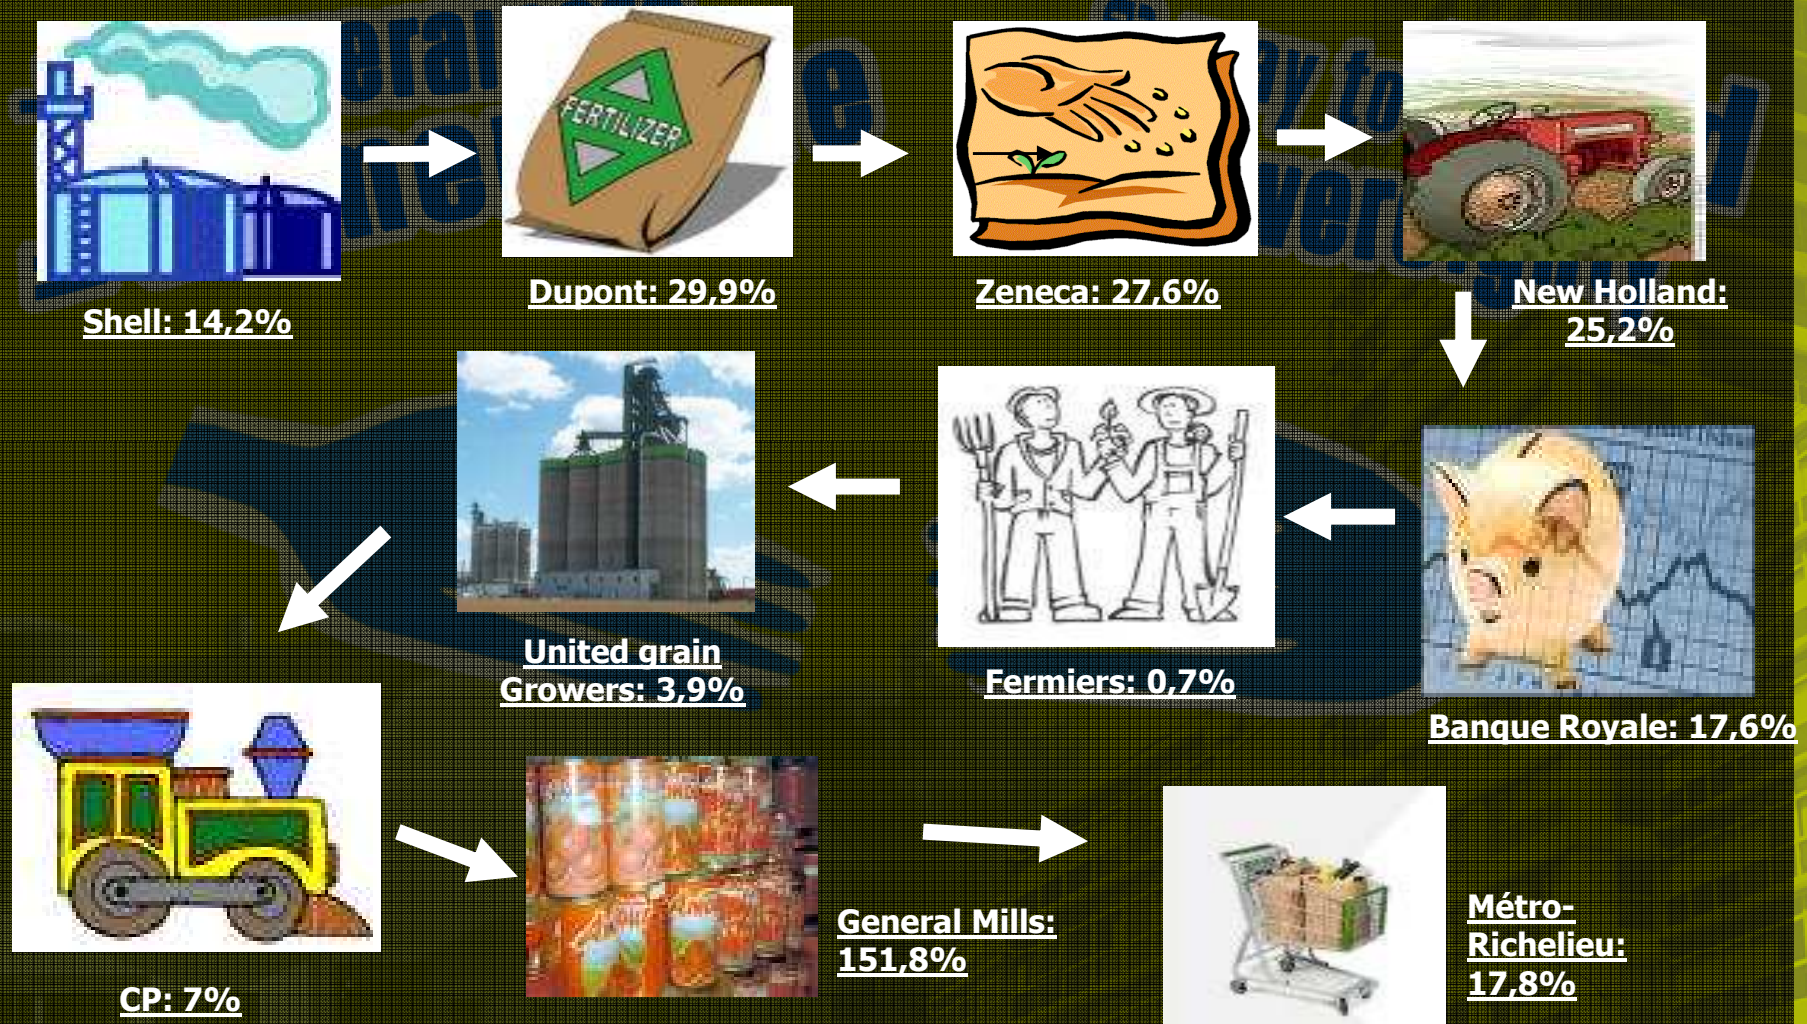 FERTILIZER
Shell: 14,2%
Dupont: 29,9%
Zeneca: 27,6%
New Holland:
25,2%
Banque Royale: 17,6%
Fermiers: 0,7%
United grain
Growers: 3,9%
CP: 7%
General Mills:
151,8%
Métro-
Richelieu:
17,8%